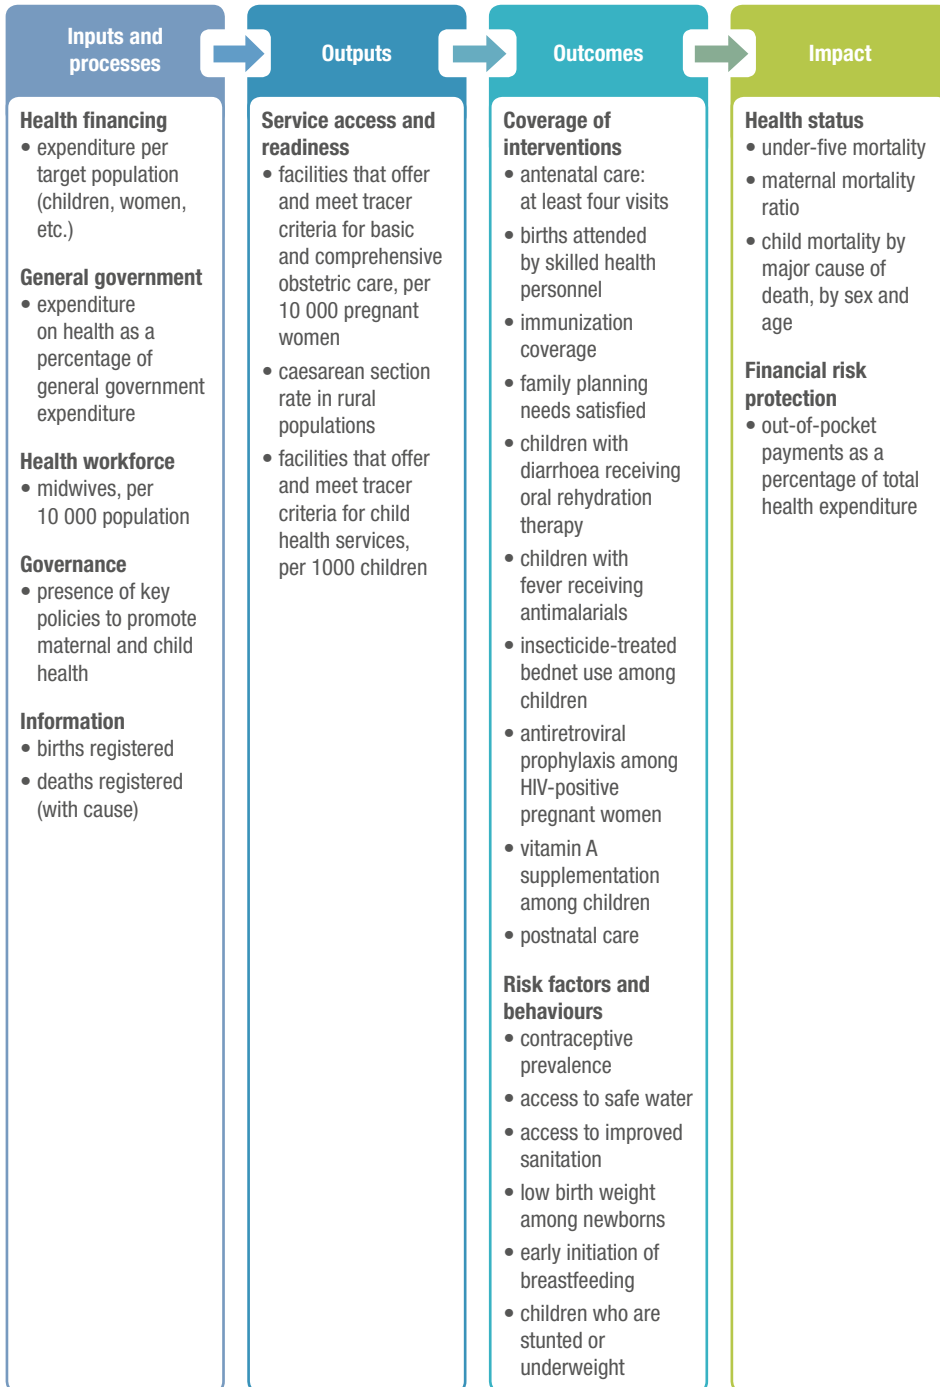 Inputs and
processes
Outputs
Outcomes
Impact
Health financing
• expenditure per
target population
(children, women,
etc.)
General government
• expenditure
on health as a
percentage of
general government
expenditure
Health workforce
• midwives, per
10 000 population
Governance
• presence of key
policies to promote
maternal and child
health
Information
• births registered
• deaths registered
(with cause)
Service access and
readiness
• facilities that offer
and meet tracer
criteria for basic
and comprehensive
obstetric care, per
10 000 pregnant
women
• caesarean section
rate in rural
populations
• facilities that offer
and meet tracer
criteria for child
health services,
per 1000 children
Coverage of
interventions
• antenatal care:
at least four visits
• births attended
by skilled health
personnel
• immunization
coverage
• family planning
needs satisfied
• children with
diarrhoea receiving
oral rehydration
therapy
• children with
fever receiving
antimalarials
• insecticide-treated
bednet use among
children
• antiretroviral
prophylaxis among
HIV-positive
pregnant women
• vitamin A
supplementation
among children
• postnatal care
Risk factors and
behaviours
• contraceptive
prevalence
• access to safe water
• access to improved
sanitation
• low birth weight
among newborns
• early initiation of
breastfeeding
• children who are
stunted or
underweight
Health status
• under-five mortality
• maternal mortality
ratio
• child mortality by
major cause of
death, by sex and
age
Financial risk
protection
• out-of-pocket
payments as a
percentage of total
health expenditure